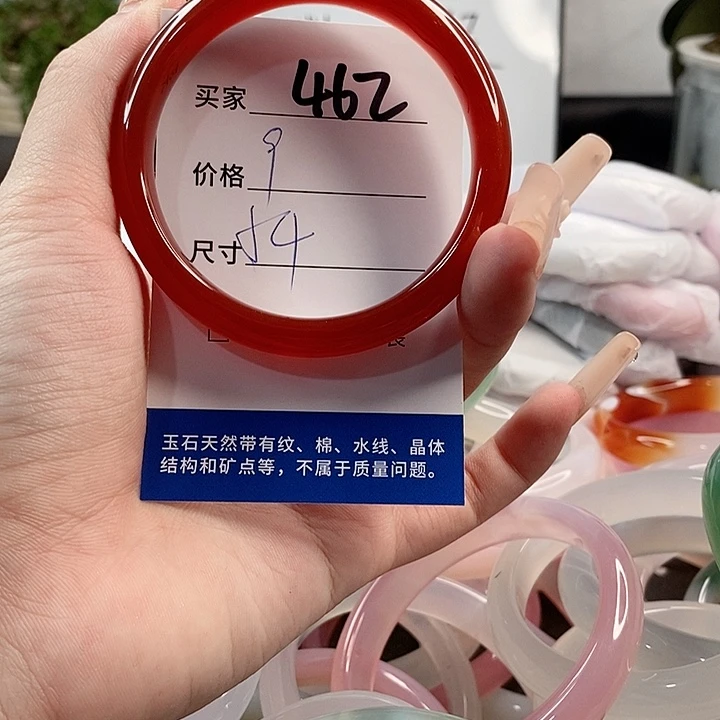 买家 462
价格 9
尺寸 54
玉石天然带有纹、棉、水线、晶体
结构和矿点等，不属于质量问题。